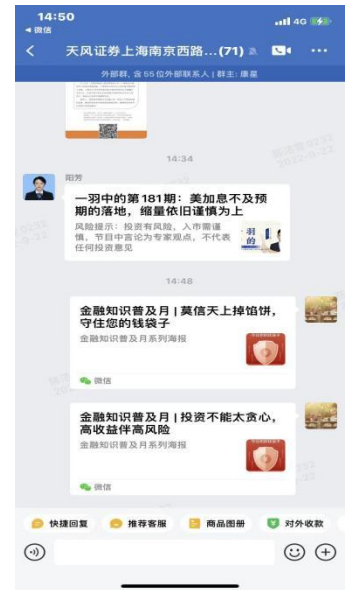 14:50
4G
微信
天风证券上海南京西路...(71)
外部群, 含55位外部联系人 | 群主: 康星
14:34
阳芳
一羽中的第181期：美加息不及预
期的落地，缩量依旧谨慎为上
风险提示：投资有风险，入市需谨
慎，节目中言论为专家观点，不代表
任何投资意见
14:48
金融知识普及月 | 莫信天上掉馅饼，
守住您的钱袋子
金融知识普及月系列海报
微信
金融知识普及月 | 投资不能太贪心，
高收益伴高风险
金融知识普及月系列海报
微信
快捷回复
推荐客服
商品图册
对外收款